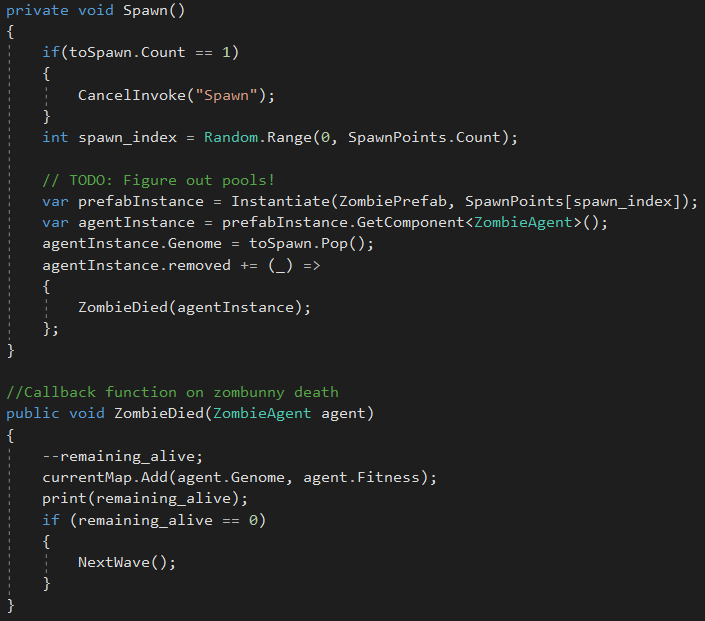 private void Spawn()
{
if(toSpawn.Count == 1)
{
CancelInvoke("Spawn");
}
int spawn_index = Random.Range(0, SpawnPoints.Count);
// TODO: Figure out pools!
var prefabInstance = Instantiate(ZombiePrefab, SpawnPoints[spawn_index]);
var agentInstance = prefabInstance.GetComponent<ZombieAgent>();
agentInstance.Genome = toSpawn.Pop();
agentInstance.removed += (_) =>
{
ZombieDied(agentInstance);
};
}
//Callback function on zombunny death
public void ZombieDied(ZombieAgent agent)
{
--remaining_alive;
currentMap.Add(agent.Genome, agent.Fitness);
print(remaining_alive);
if (remaining_alive == 0)
{
NextWave();
}
}